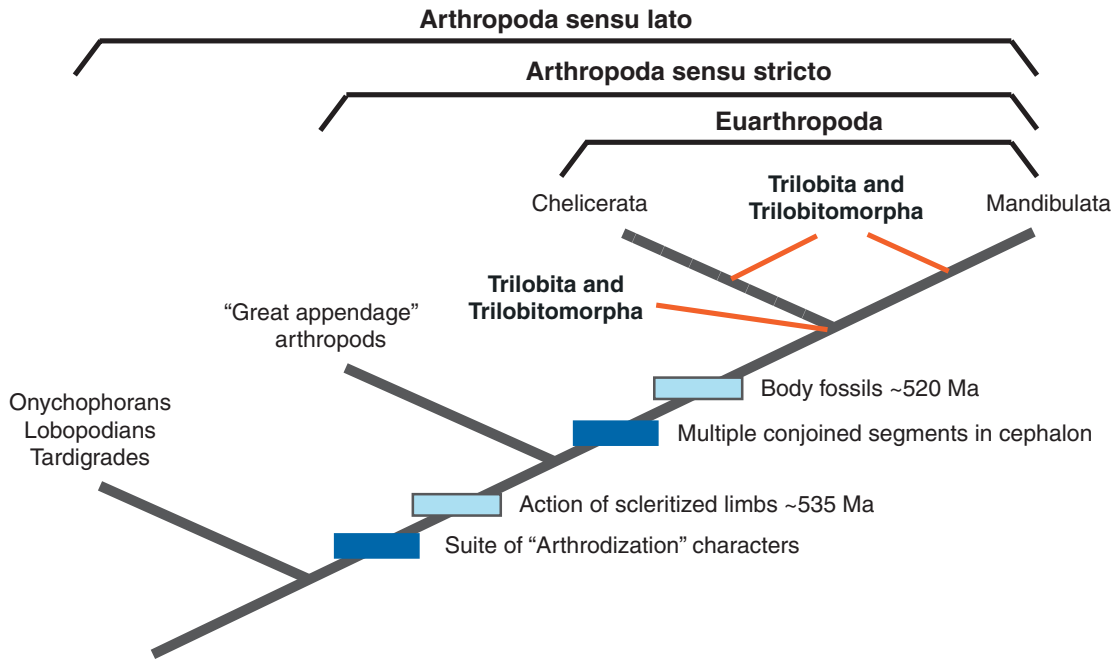 Arthropoda sensu lato
Arthropoda sensu stricto
Euarthropoda
Chelicerata
Trilobita and
Trilobitomorpha
Mandibulata
Trilobita and
Trilobitomorpha
“Great appendage”
arthropods
Onychophorans
Lobopodians
Tardigrades
Body fossils ~520 Ma
Multiple conjoined segments in cephalon
Action of scleritized limbs ~535 Ma
Suite of “Arthrodization” characters